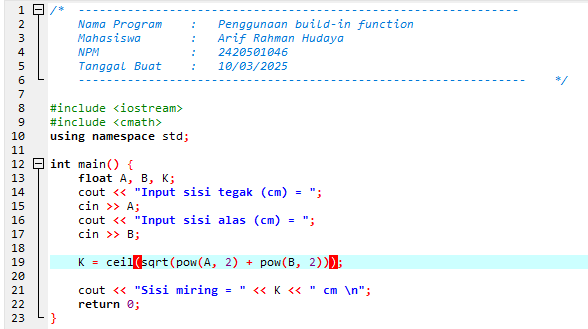 1 /* ---------------------------------------------------------------
2 Nama Program : Penggunaan build-in function
3 Mahasiswa : Arif Rahman Hudaya
4 NPM : 2420501046
5 Tanggal Buat : 10/03/2025
6 ---------------------------------------------------------------- */
7
8 #include <iostream>
9 #include <cmath>
10 using namespace std;
11
12 int main() {
13 float A, B, K;
14 cout << "Input sisi tegak (cm) = ";
15 cin >> A;
16 cout << "Input sisi alas (cm) = ";
17 cin >> B;
18
19 K = ceil(sqrt(pow(A, 2) + pow(B, 2)));
20
21 cout << "Sisi miring = " << K << " cm \n";
22 return 0;
23 }